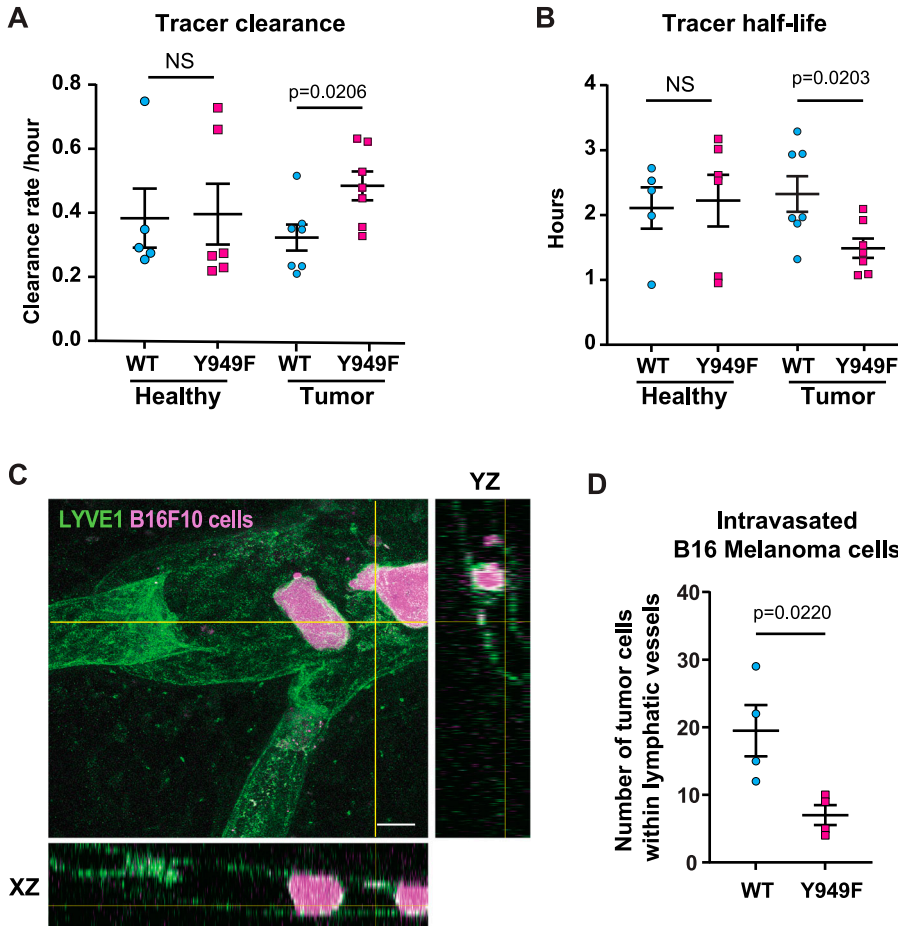 A
Tracer clearance
NS
p=0.0206
0.8
0.6
0.4
0.2
0.0
Clearance rate /hour
WT
Y949F
WT
Y949F
Healthy
Tumor
B
Tracer half-life
NS
p=0.0203
4
3
2
1
0
Hours
WT
Y949F
WT
Y949F
Healthy
Tumor
C
YZ
LYVE1 B16F10 cells
XZ
D
Intravasated
B16 Melanoma cells
p=0.0220
40
30
20
10
0
Number of tumor cells
within lymphatic vessels
WT
Y949F